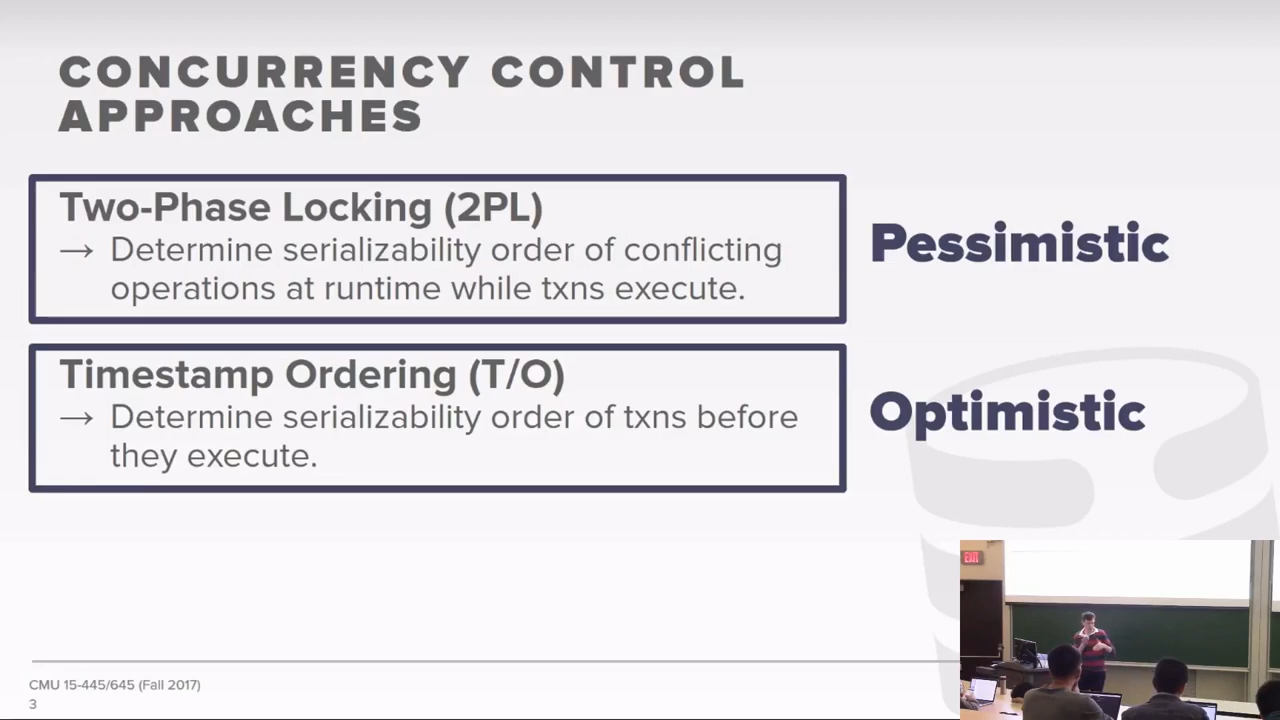 CONCURRENCY CONTROL
APPROACHES
Two-Phase Locking (2PL)
→ Determine serializability order of conflicting
operations at runtime while txns execute.
Pessimistic
Timestamp Ordering (T/O)
→ Determine serializability order of txns before
they execute.
Optimistic
CMU 15-445/645 (Fall 2017)
3
EXIT